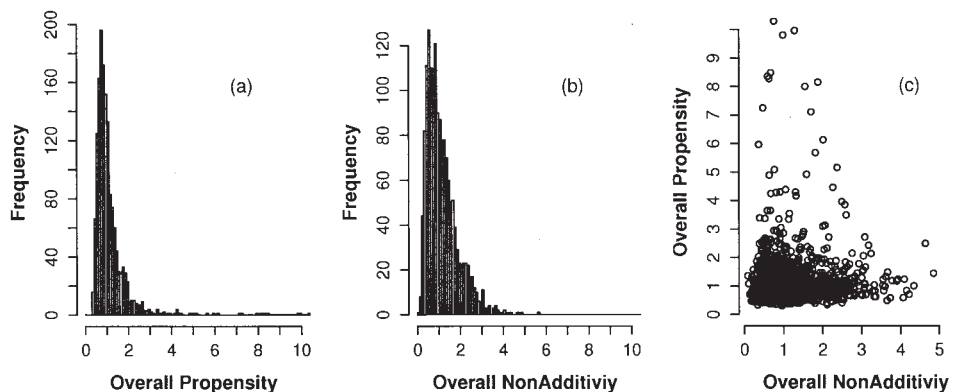 Frequency
0 40 80 120 160 200
(a)
0 2 4 6 8 10
Overall Propensity
Frequency
0 20 40 60 80 100 120
(b)
0 2 4 6 8 10
Overall NonAdditiviy
Overall Propensity
0 1 2 3 4 5 6 7 8 9
(c)
0 1 2 3 4 5
Overall NonAdditiviy